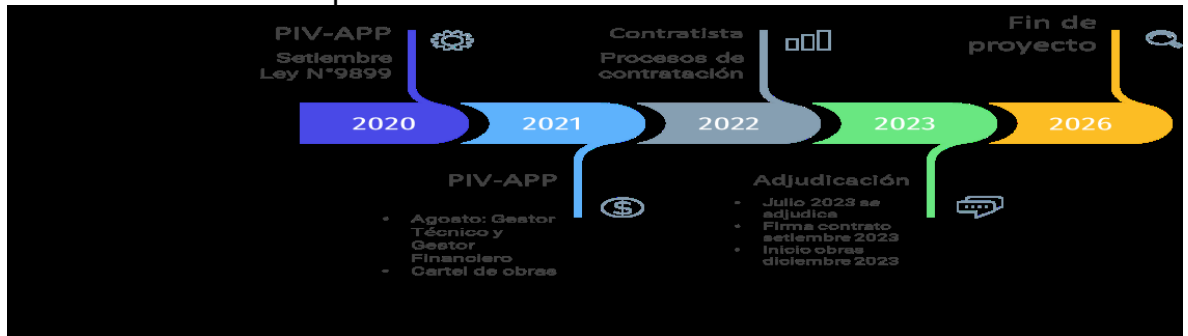 PIV-APP
Setiembre
Ley N°9899
Contratista
Procesos de
contratación
Fin de
proyecto
2020
2021
2022
2023
2026
PIV-APP
• Agosto: Gestor
Técnico y
Gestor
Financiero
• Cartel de obras
Adjudicación
• Julio 2023 se
adjudica
• Firma contrato
setiembre 2023
• Inicio obras
diciembre 2023